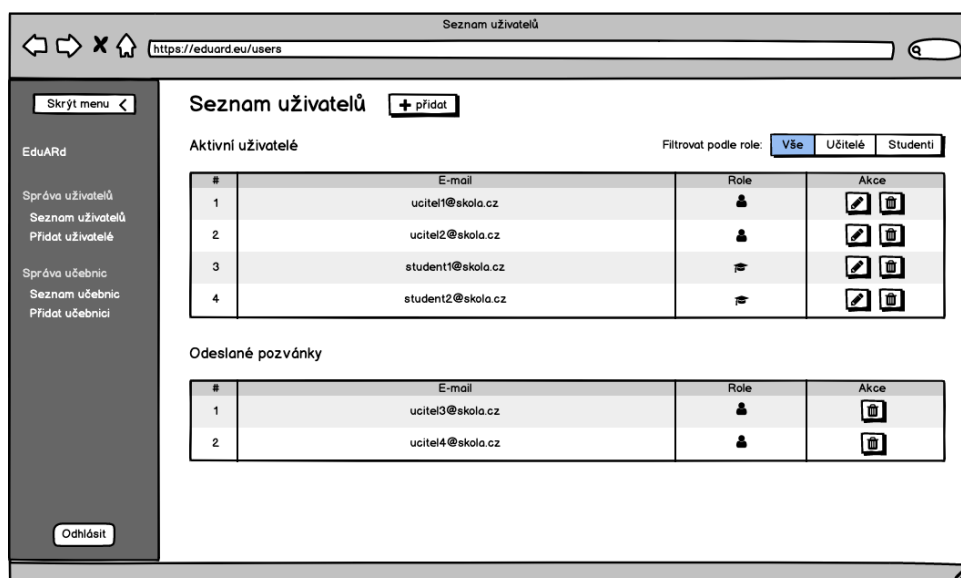 Seznam uživatelů
https://eduard.eu/users
Skrýt menu
EduARd
Správa uživatelů
Seznam uživatelů
Přidat uživatelé
Správa učebnic
Seznam učebnic
Přidat učebnici
Odhlásit
Seznam uživatelů + přidat
Aktivní uživatelé Filtrovat podle role: Vše Učitelé Studenti
# E-mail Role Akce
1 ucitel1@skola.cz
2 ucitel2@skola.cz
3 student1@skola.cz
4 student2@skola.cz
Odeslané pozvánky
# E-mail Role Akce
1 ucitel3@skola.cz
2 ucitel4@skola.cz